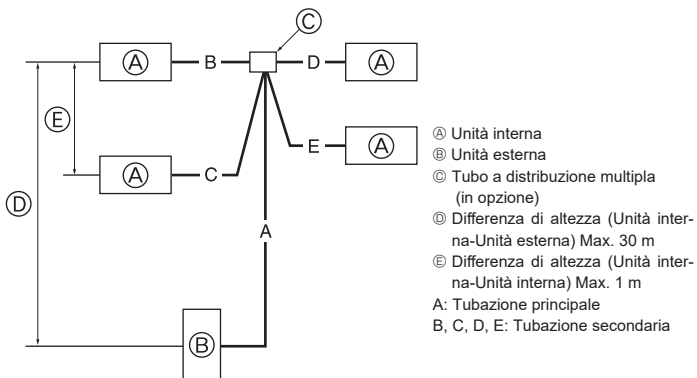 Ⓒ
Ⓐ B D Ⓐ
Ⓔ
Ⓐ C E Ⓐ
Ⓓ
A
Ⓑ
Ⓐ Unità interna
Ⓑ Unità esterna
Ⓒ Tubo a distribuzione multipla
(in opzione)
Ⓓ Differenza di altezza (Unità inter-
na-Unità esterna) Max. 30 m
Ⓔ Differenza di altezza (Unità inter-
na-Unità interna) Max. 1 m
A: Tubazione principale
B, C, D, E: Tubazione secondaria